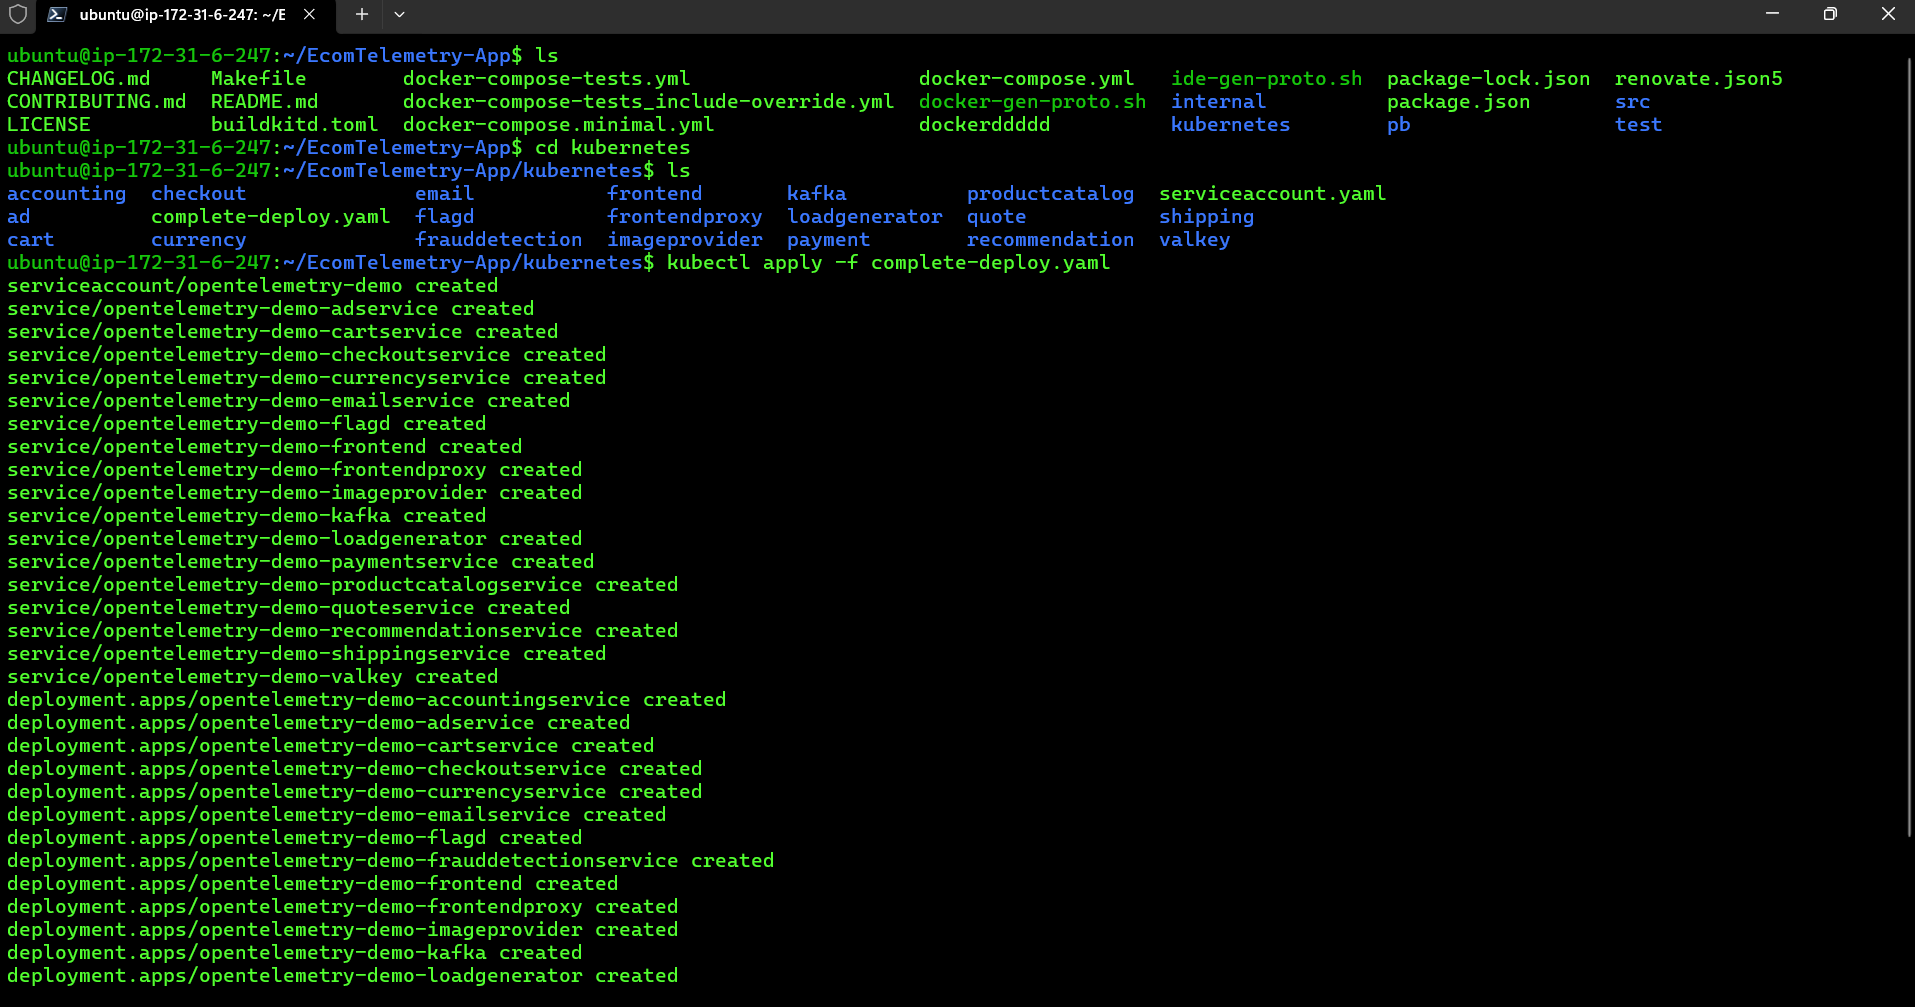 ubuntu@ip-172-31-6-247: ~/E
ubuntu@ip-172-31-6-247:~/EcomTelemetry-App$ ls
CHANGELOG.md Makefile docker-compose-tests.yml docker-compose.yml ide-gen-proto.sh package-lock.json renovate.json5
CONTRIBUTING.md README.md docker-compose-tests_include-override.yml docker-gen-proto.sh internal package.json src
LICENSE buildkitd.toml docker-compose.minimal.yml dockerddddd kubernetes pb test
ubuntu@ip-172-31-6-247:~/EcomTelemetry-App$ cd kubernetes
ubuntu@ip-172-31-6-247:~/EcomTelemetry-App/kubernetes$ ls
accounting checkout email frontend kafka productcatalog serviceaccount.yaml
ad complete-deploy.yaml flagd frontendproxy loadgenerator quote shipping
cart currency frauddetection imageprovider payment recommendation valkey
ubuntu@ip-172-31-6-247:~/EcomTelemetry-App/kubernetes$ kubectl apply -f complete-deploy.yaml
serviceaccount/opentelemetry-demo created
service/opentelemetry-demo-adservice created
service/opentelemetry-demo-cartservice created
service/opentelemetry-demo-checkoutservice created
service/opentelemetry-demo-currencyservice created
service/opentelemetry-demo-emailservice created
service/opentelemetry-demo-flagd created
service/opentelemetry-demo-frontend created
service/opentelemetry-demo-frontendproxy created
service/opentelemetry-demo-imageprovider created
service/opentelemetry-demo-kafka created
service/opentelemetry-demo-loadgenerator created
service/opentelemetry-demo-paymentservice created
service/opentelemetry-demo-productcatalogservice created
service/opentelemetry-demo-quoteservice created
service/opentelemetry-demo-recommendationservice created
service/opentelemetry-demo-shippingservice created
service/opentelemetry-demo-valkey created
deployment.apps/opentelemetry-demo-accountingservice created
deployment.apps/opentelemetry-demo-adservice created
deployment.apps/opentelemetry-demo-cartservice created
deployment.apps/opentelemetry-demo-checkoutservice created
deployment.apps/opentelemetry-demo-currencyservice created
deployment.apps/opentelemetry-demo-emailservice created
deployment.apps/opentelemetry-demo-flagd created
deployment.apps/opentelemetry-demo-frauddetectionservice created
deployment.apps/opentelemetry-demo-frontend created
deployment.apps/opentelemetry-demo-frontendproxy created
deployment.apps/opentelemetry-demo-imageprovider created
deployment.apps/opentelemetry-demo-kafka created
deployment.apps/opentelemetry-demo-loadgenerator created